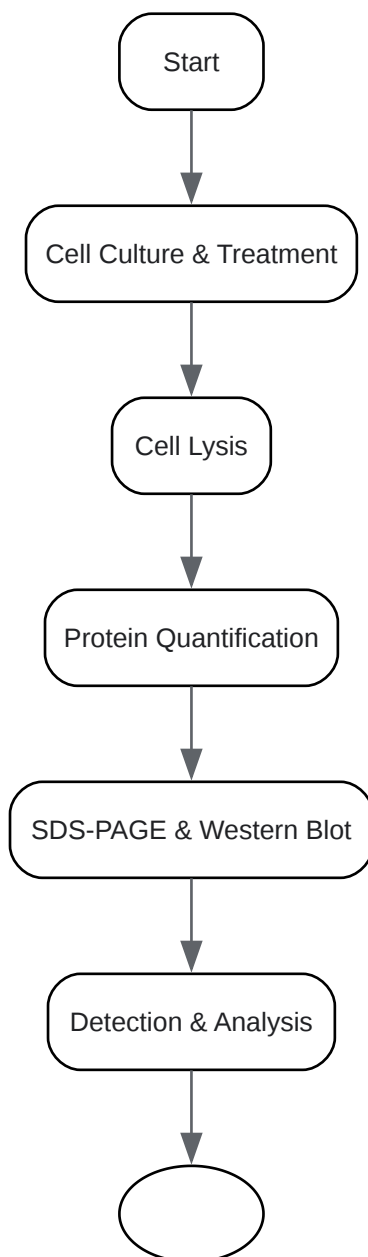 Start
Cell Culture & Treatment
Cell Lysis
Protein Quantification
SDS-PAGE & Western Blot
Detection & Analysis